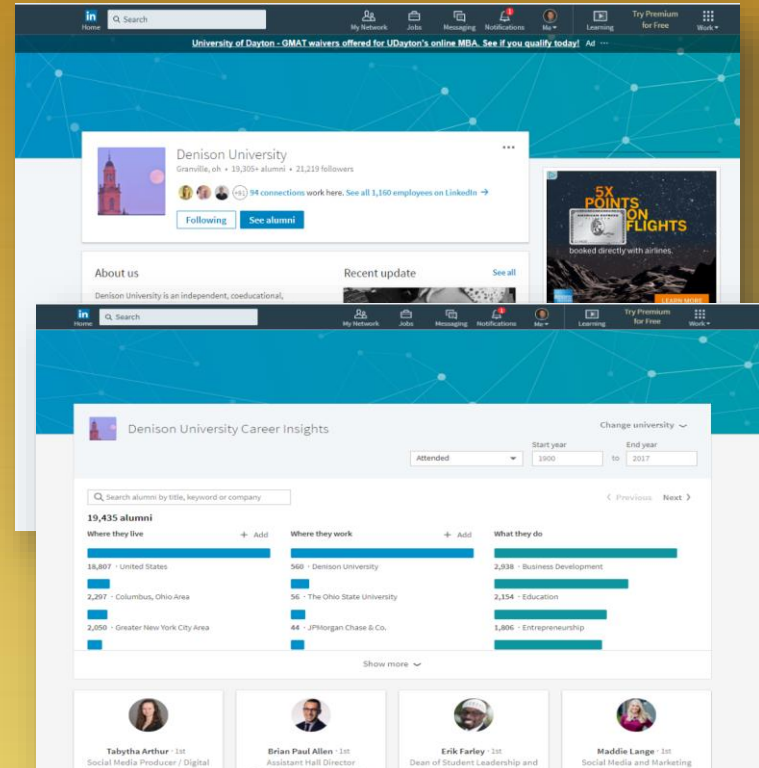 in
Home
Search
My Network
Jobs
Messaging
Notifications
Me
Learning
Try Premium
for Free
Work
University of Dayton - GMAT waivers offered for UDayton's online MBA. See if you qualify today! Ad ...
Denison University
Granville, oh • 19,305+ alumni • 21,219 followers
94 connections work here. See all 1,160 employees on LinkedIn →
Following
See alumni
5X
POINTS
ON
FLIGHTS
AMERICAN EXPRESS
booked directly with airlines.
LEARN MORE
About us
Denison University is an independent, coeducational,
Recent update
See all
in
Home
Search
My Network
Jobs
Messaging
Notifications
Me
Learning
Try Premium
for Free
Work
Denison University Career Insights
Change university
Attended
Start year
1900
to
End year
2017
Search alumni by title, keyword or company
Previous
Next
19,435 alumni
Where they live
+ Add
18,807 · United States
2,297 · Columbus, Ohio Area
2,050 · Greater New York City Area
Where they work
+ Add
560 · Denison University
56 · The Ohio State University
44 · JPMorgan Chase & Co.
What they do
2,938 · Business Development
2,154 · Education
1,806 · Entrepreneurship
Show more
Tabytha Arthur · 1st
Social Media Producer / Digital
Brian Paul Allen · 1st
Assistant Hall Director
Erik Farley · 1st
Dean of Student Leadership and
Maddie Lange · 1st
Social Media and Marketing